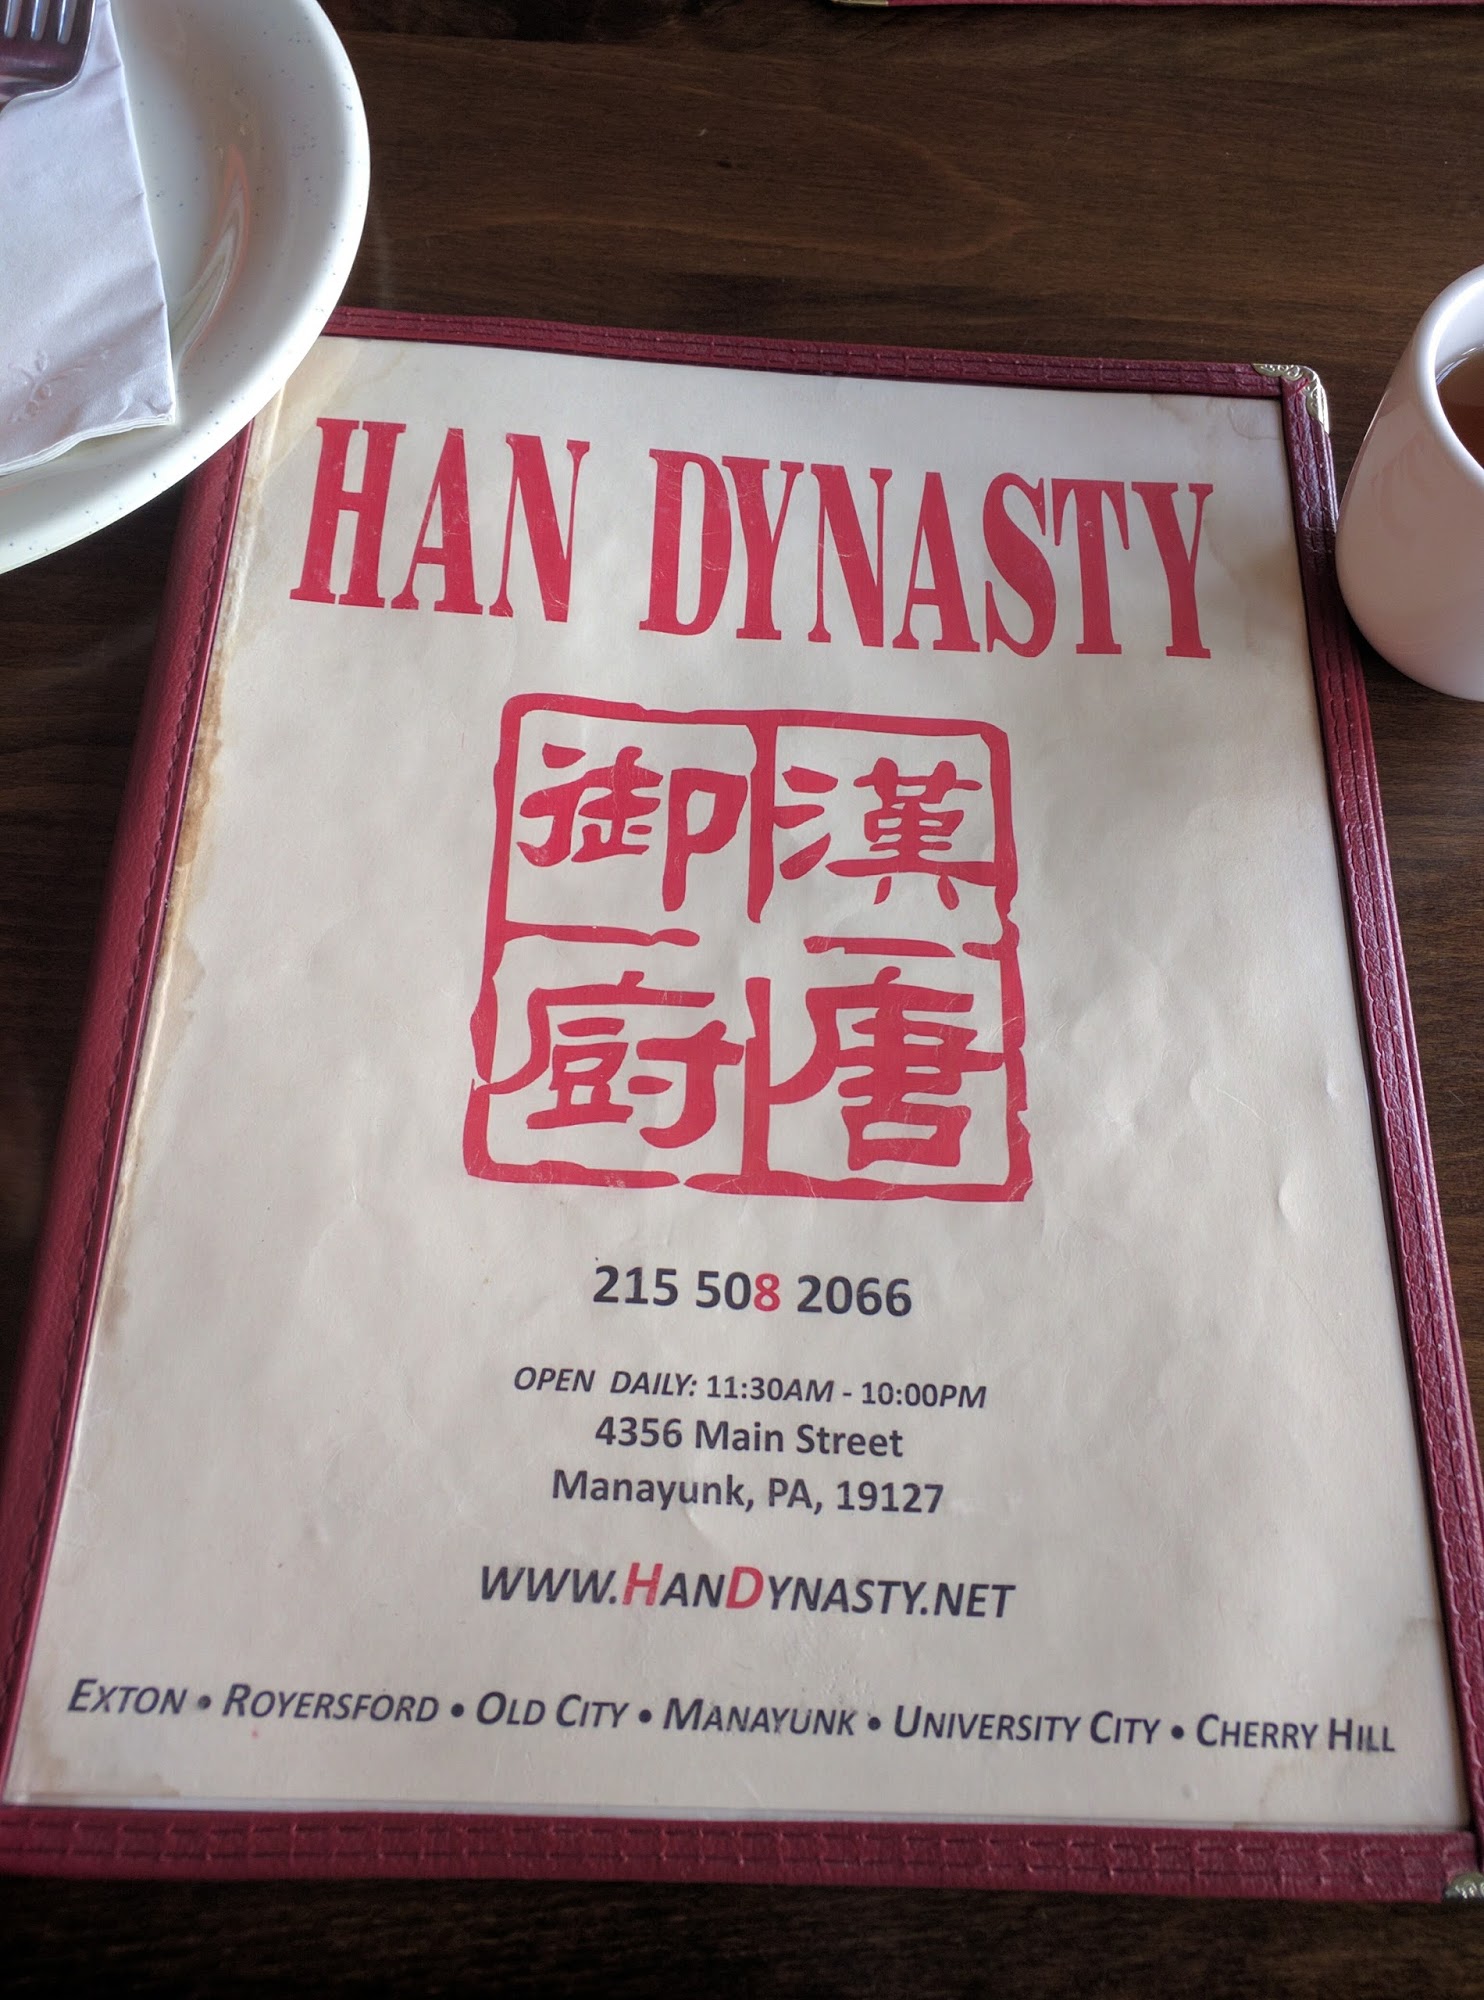 HAN DYNASTY
漢唐
御廚
215 508 2066
OPEN DAILY: 11:30AM - 10:00PM
4356 Main Street
Manayunk, PA, 19127
WWW.HANDYNASTY.NET
EXTON • ROYERSFORD • OLD CITY • MANAYUNK • UNIVERSITY CITY • CHERRY HILL